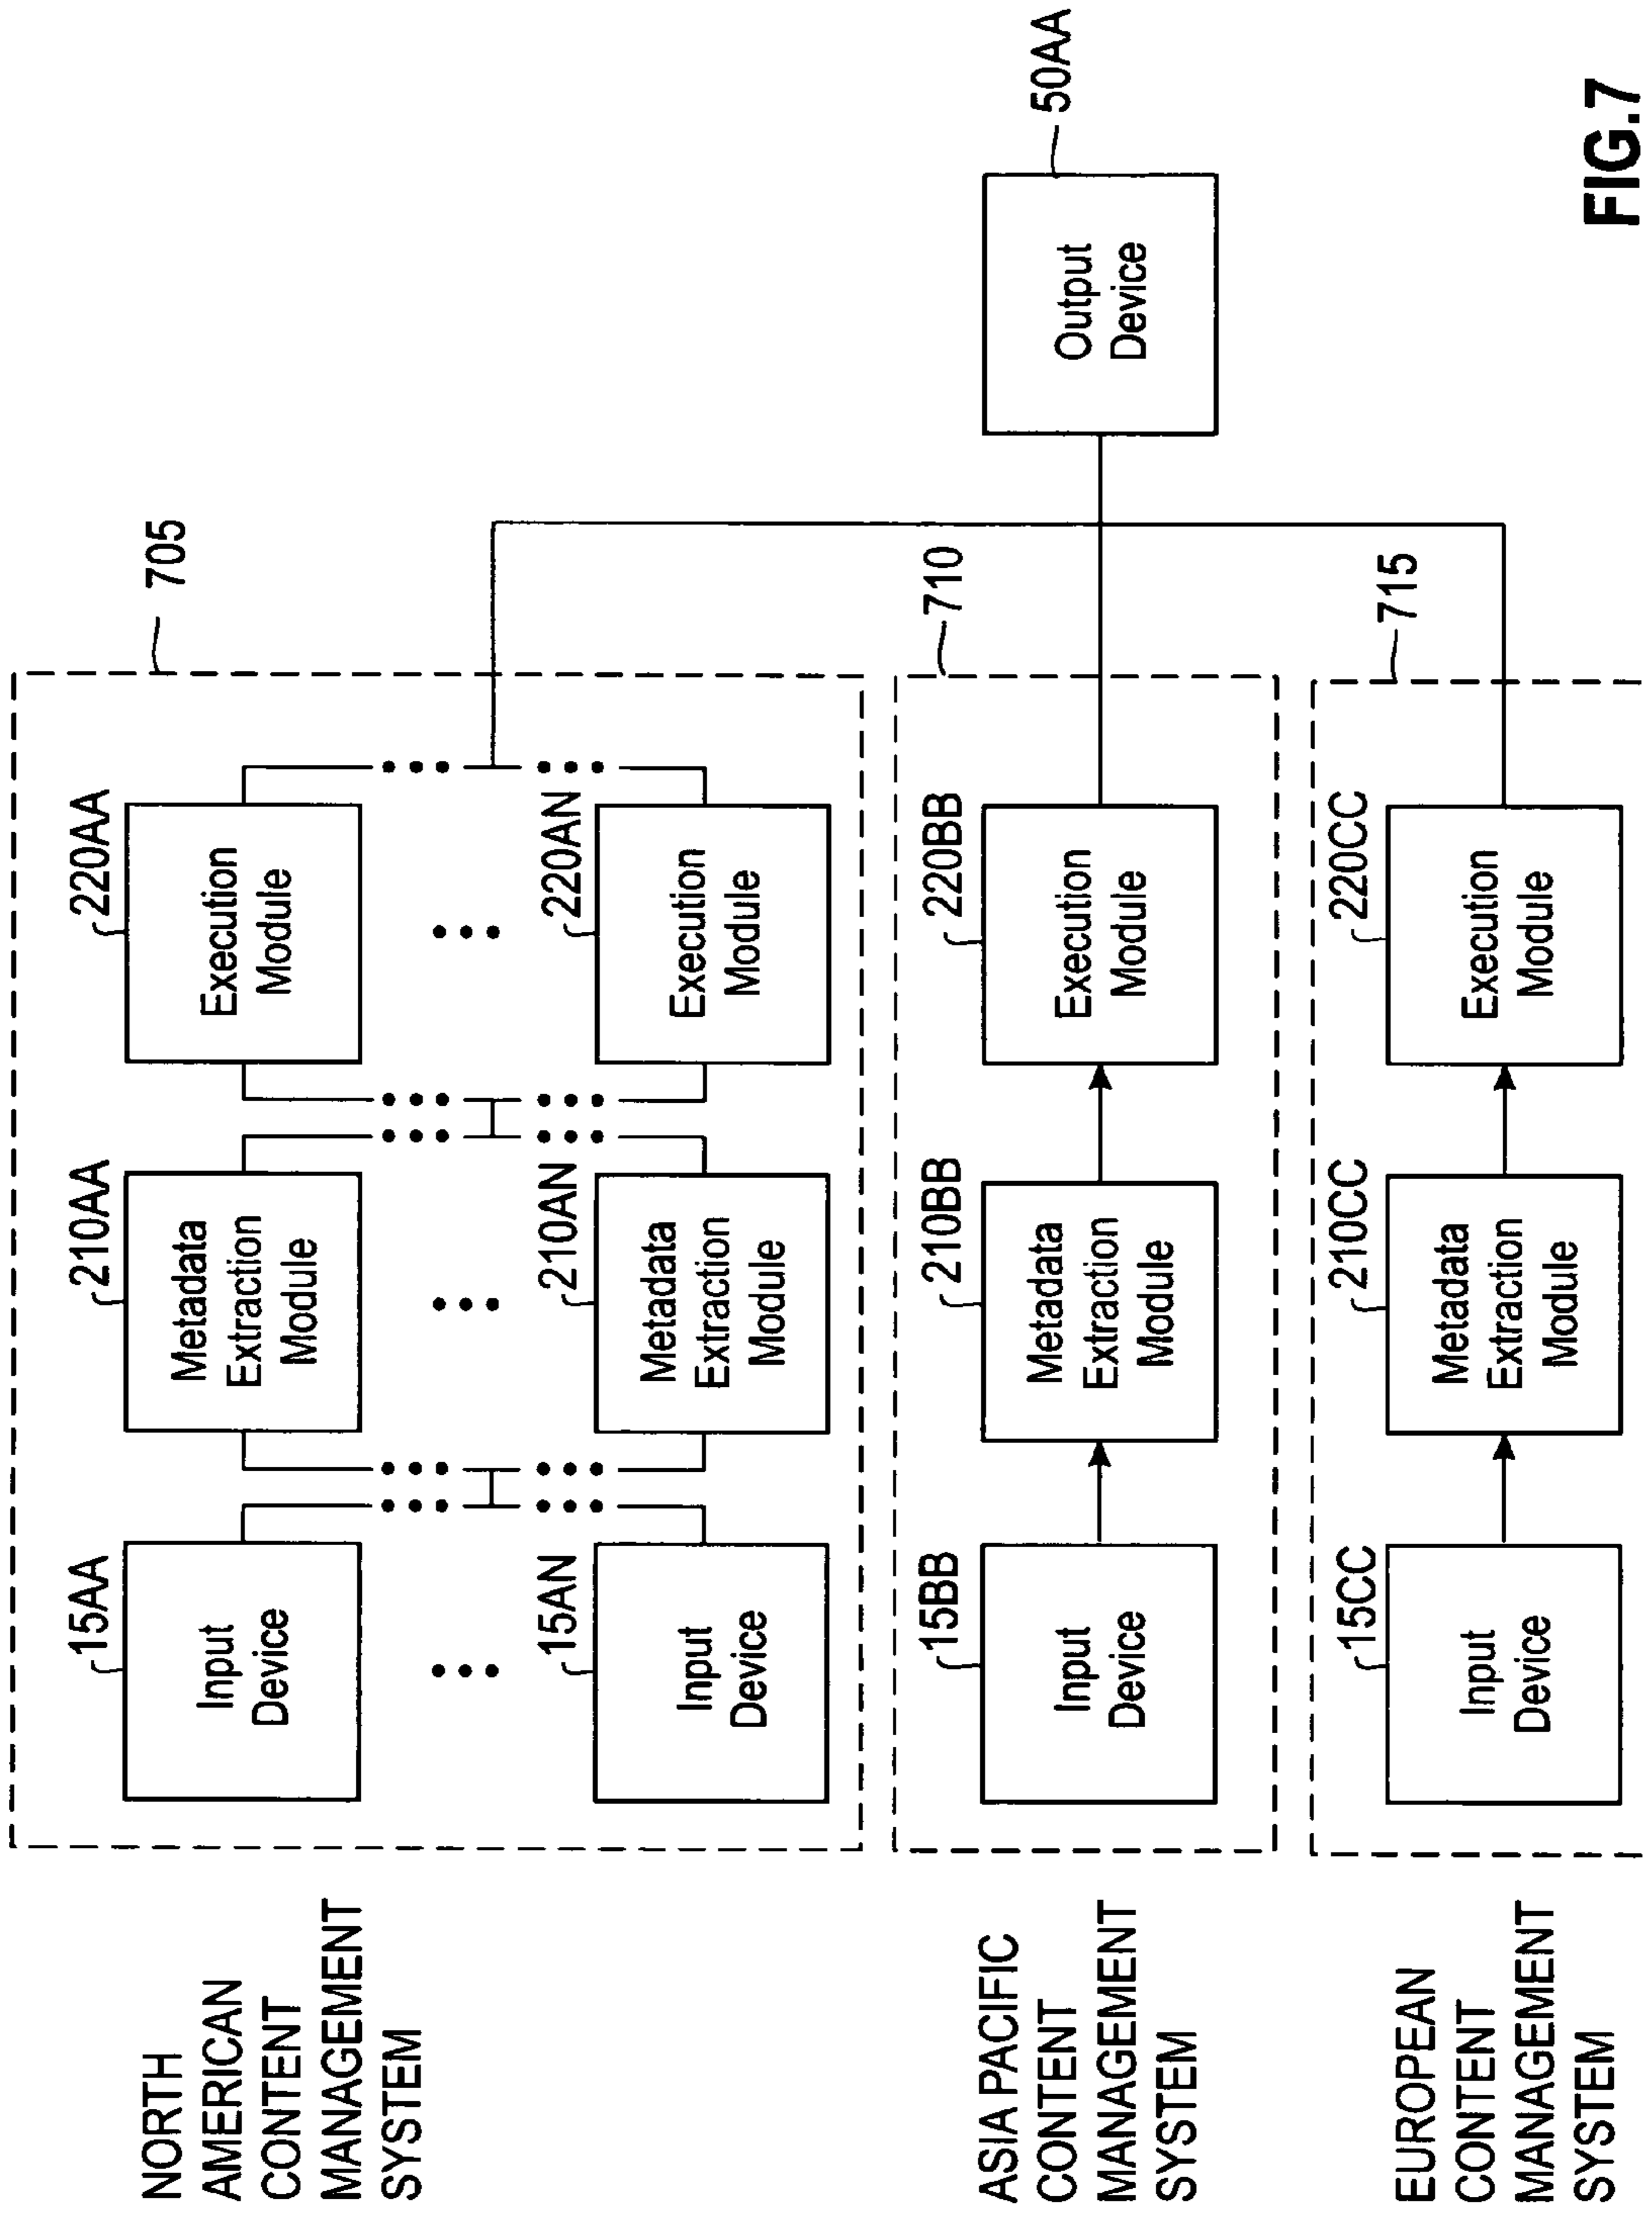 NORTH
AMERICAN
CONTENT
MANAGEMENT
SYSTEM
705
15AA
Input
Device
210AA
Metadata
Extraction
Module
220AA
Execution
Module
15AN
Input
Device
210AN
Metadata
Extraction
Module
220AN
Execution
Module
ASIA PACIFIC
CONTENT
MANAGEMENT
SYSTEM
710
15BB
Input
Device
210BB
Metadata
Extraction
Module
220BB
Execution
Module
Output
Device
50AA
EUROPEAN
CONTENT
MANAGEMENT
SYSTEM
715
15CC
Input
Device
210CC
Metadata
Extraction
Module
220CC
Execution
Module
FIG.7